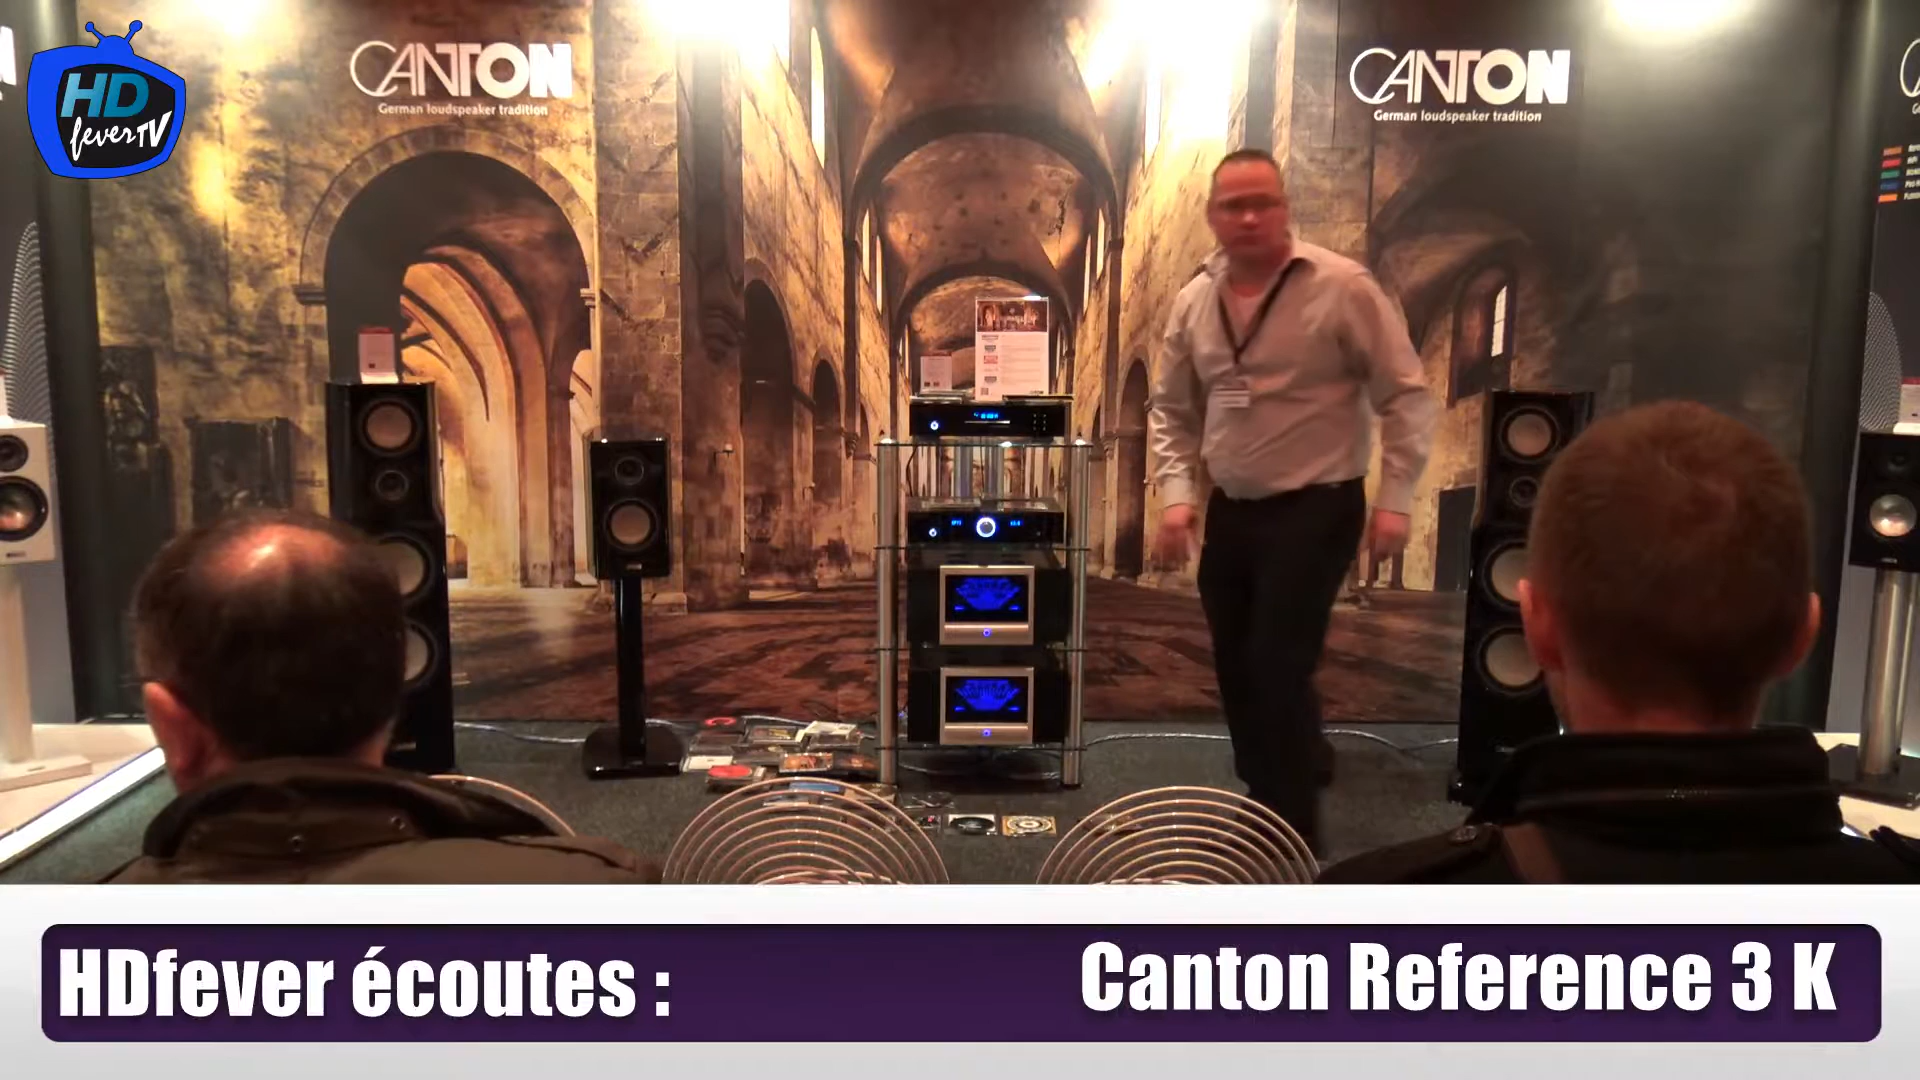 HD
feverTV
CANTON
German loudspeaker tradition
CANTON
German loudspeaker tradition
HDfever écoutes :
Canton Reference 3 K